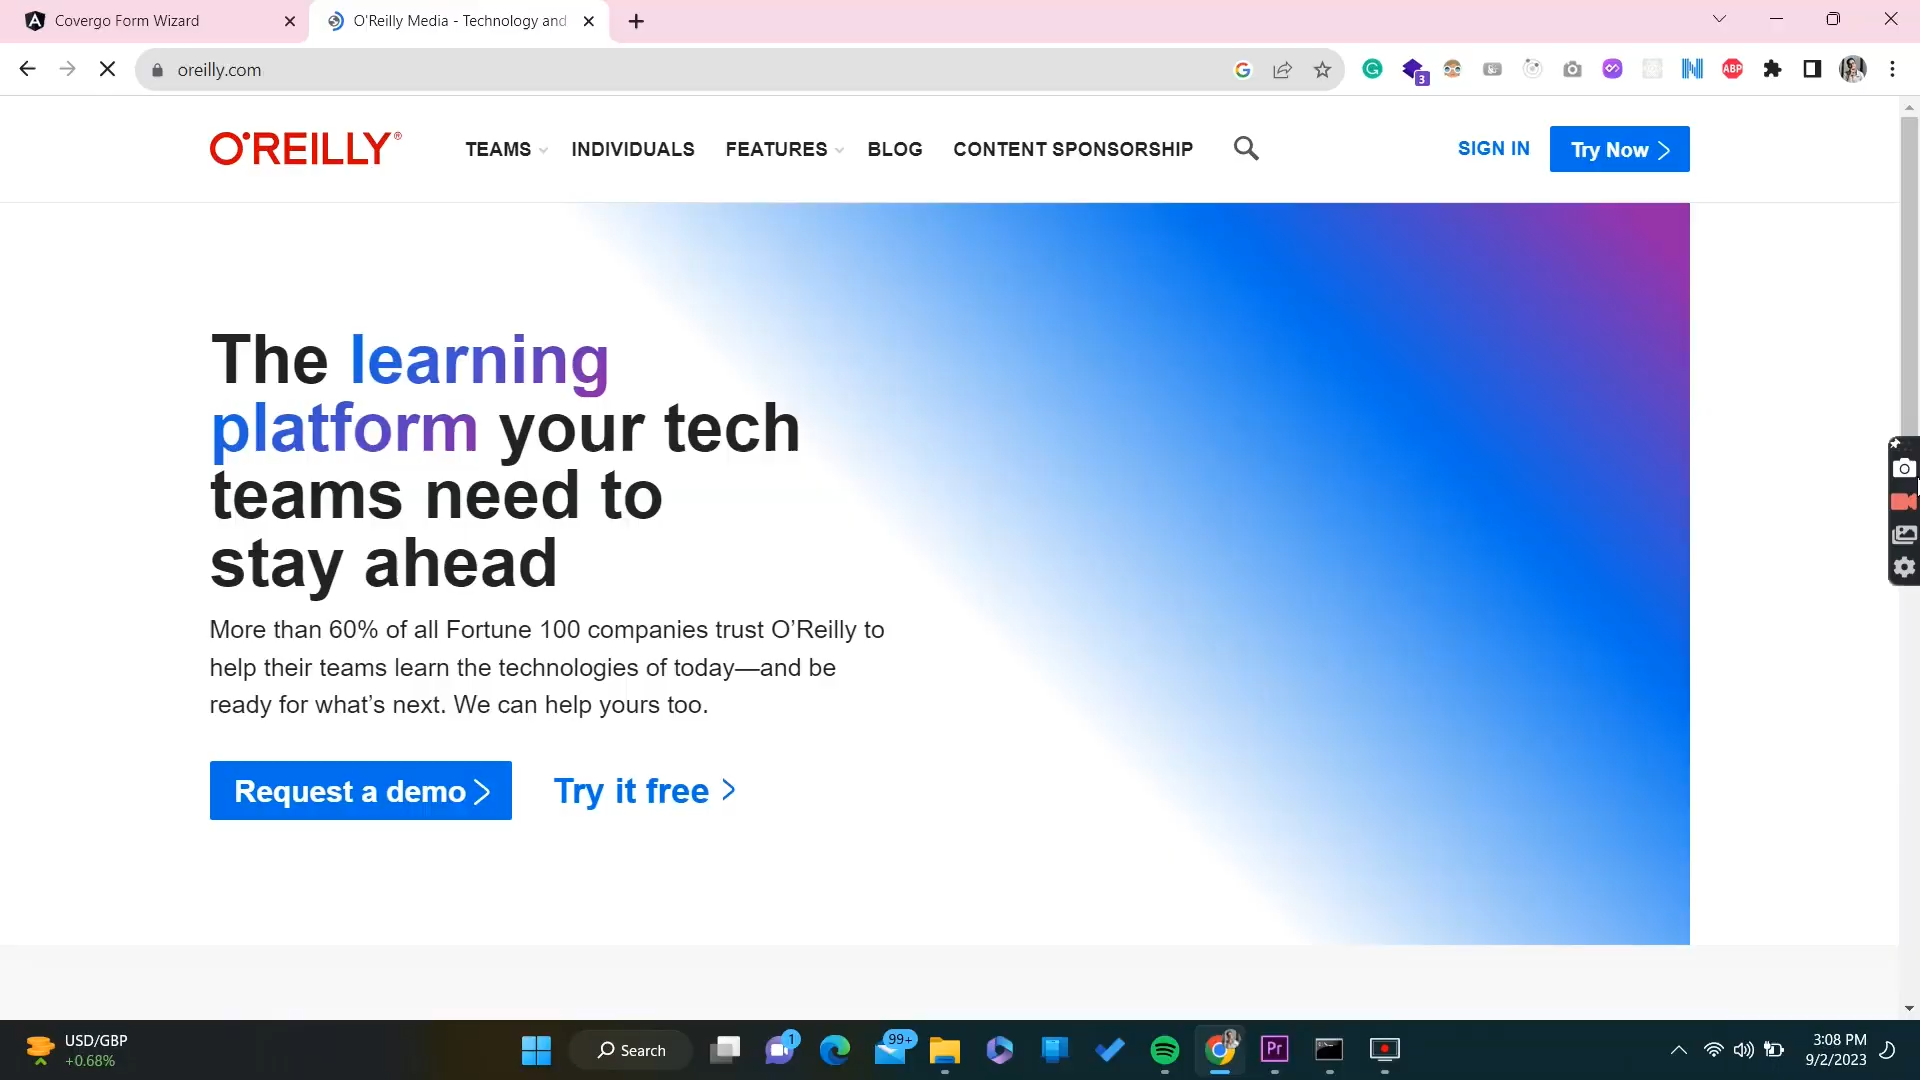 Covergo Form Wizard
O'Reilly Media - Technology and
oreilly.com
3
ABP
O'REILLY®
TEAMS
INDIVIDUALS
FEATURES
BLOG
CONTENT SPONSORSHIP
SIGN IN
Try Now
The learning
platform your tech
teams need to
stay ahead
More than 60% of all Fortune 100 companies trust O’Reilly to
help their teams learn the technologies of today—and be
ready for what’s next. We can help yours too.
Request a demo
Try it free
USD/GBP
+0.68%
Search
1
99+
Pr
3:08 PM
9/2/2023